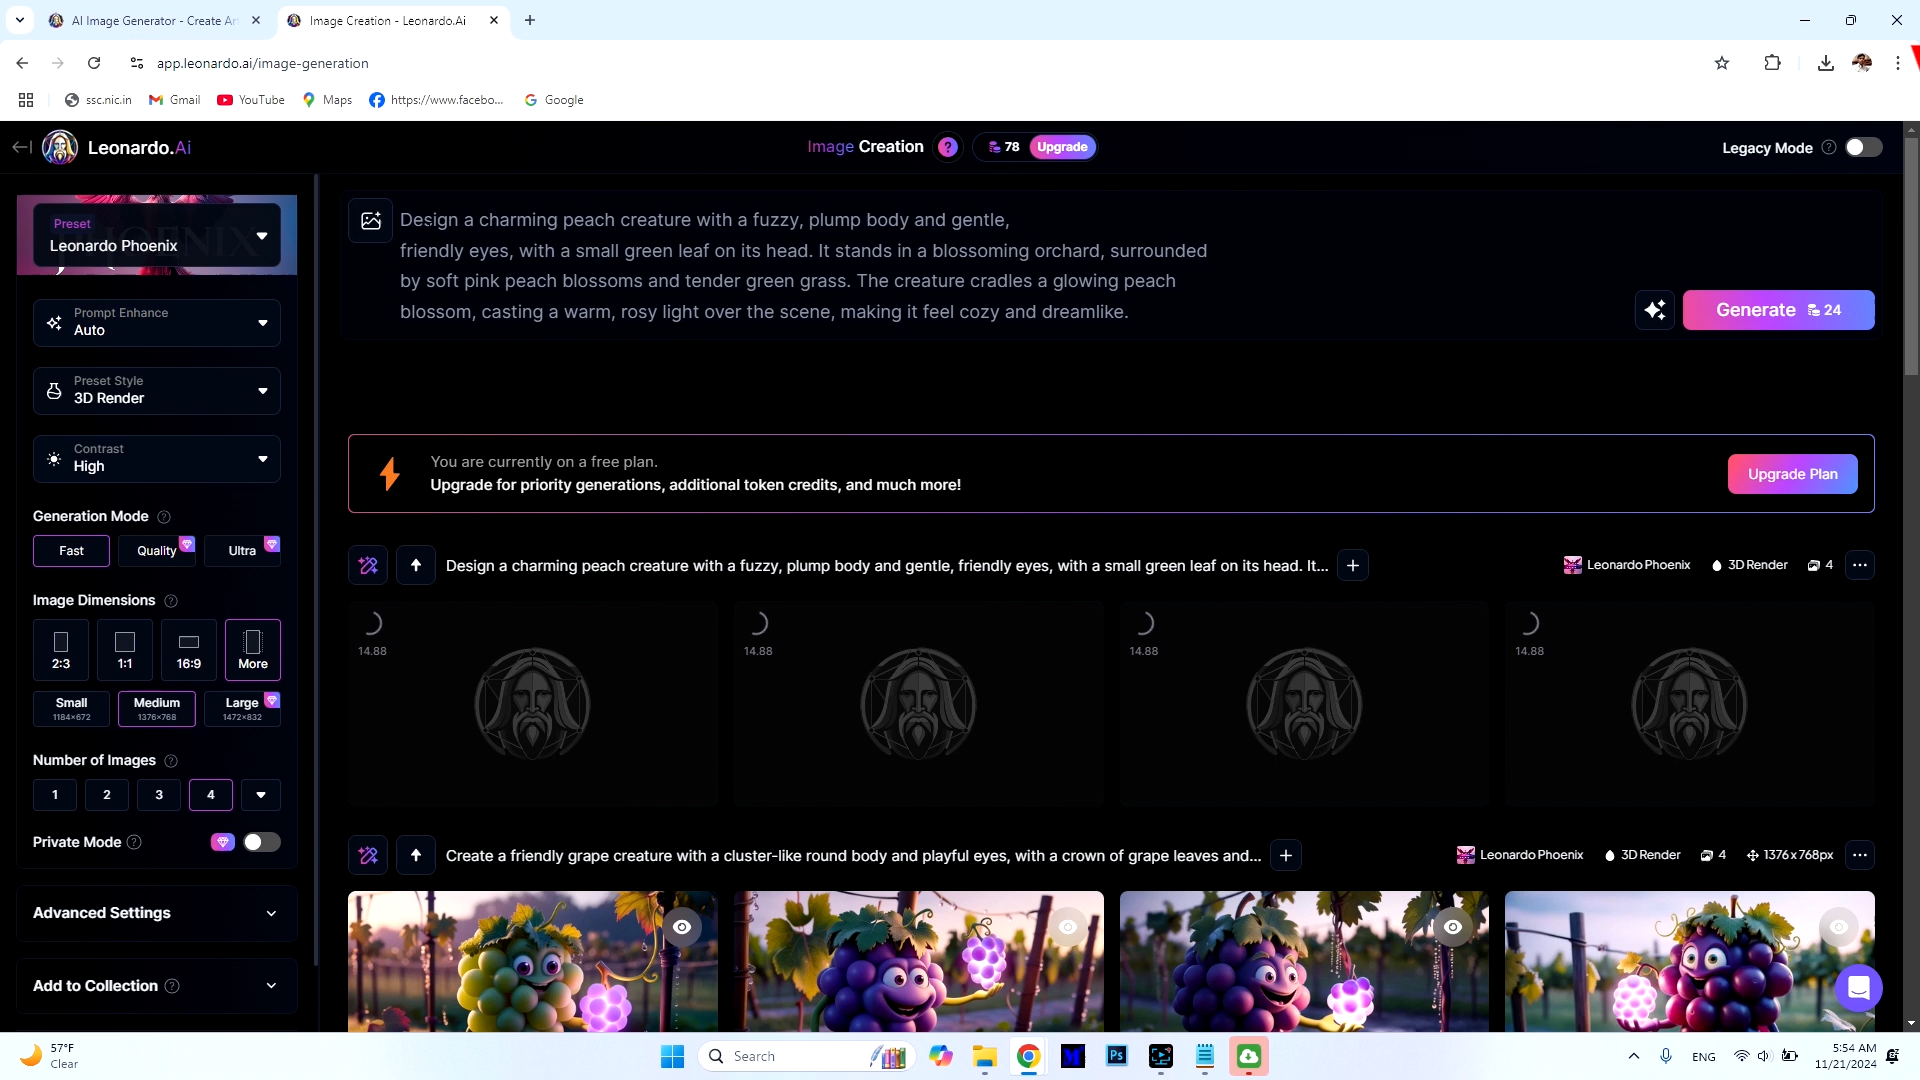 AI Image Generator - Create Art
Image Creation - Leonardo.Ai
app.leonardo.ai/image-generation
ssc.nic.in
Gmail
YouTube
Maps
https://www.facebo...
Google
Leonardo.Ai
Image Creation
?
78
Upgrade
Legacy Mode
Preset
Leonardo Phoenix
Prompt Enhance
Auto
Preset Style
3D Render
Contrast
High
Generation Mode
Fast
Quality
Ultra
Image Dimensions
2:3
1:1
16:9
More
Small
1184×672
Medium
1376×768
Large
1472×832
Number of Images
1
2
3
4
Private Mode
Advanced Settings
Add to Collection
Design a charming peach creature with a fuzzy, plump body and gentle,
friendly eyes, with a small green leaf on its head. It stands in a blossoming orchard, surrounded
by soft pink peach blossoms and tender green grass. The creature cradles a glowing peach
blossom, casting a warm, rosy light over the scene, making it feel cozy and dreamlike.
Generate 24
You are currently on a free plan.
Upgrade for priority generations, additional token credits, and much more!
Upgrade Plan
Design a charming peach creature with a fuzzy, plump body and gentle, friendly eyes, with a small green leaf on its head. It...
Leonardo Phoenix
3D Render
4
14.88
14.88
14.88
14.88
Create a friendly grape creature with a cluster-like round body and playful eyes, with a crown of grape leaves and...
Leonardo Phoenix
3D Render
4
1376x768px
57°F
Clear
Search
Ps
ENG
5:54 AM
11/21/2024